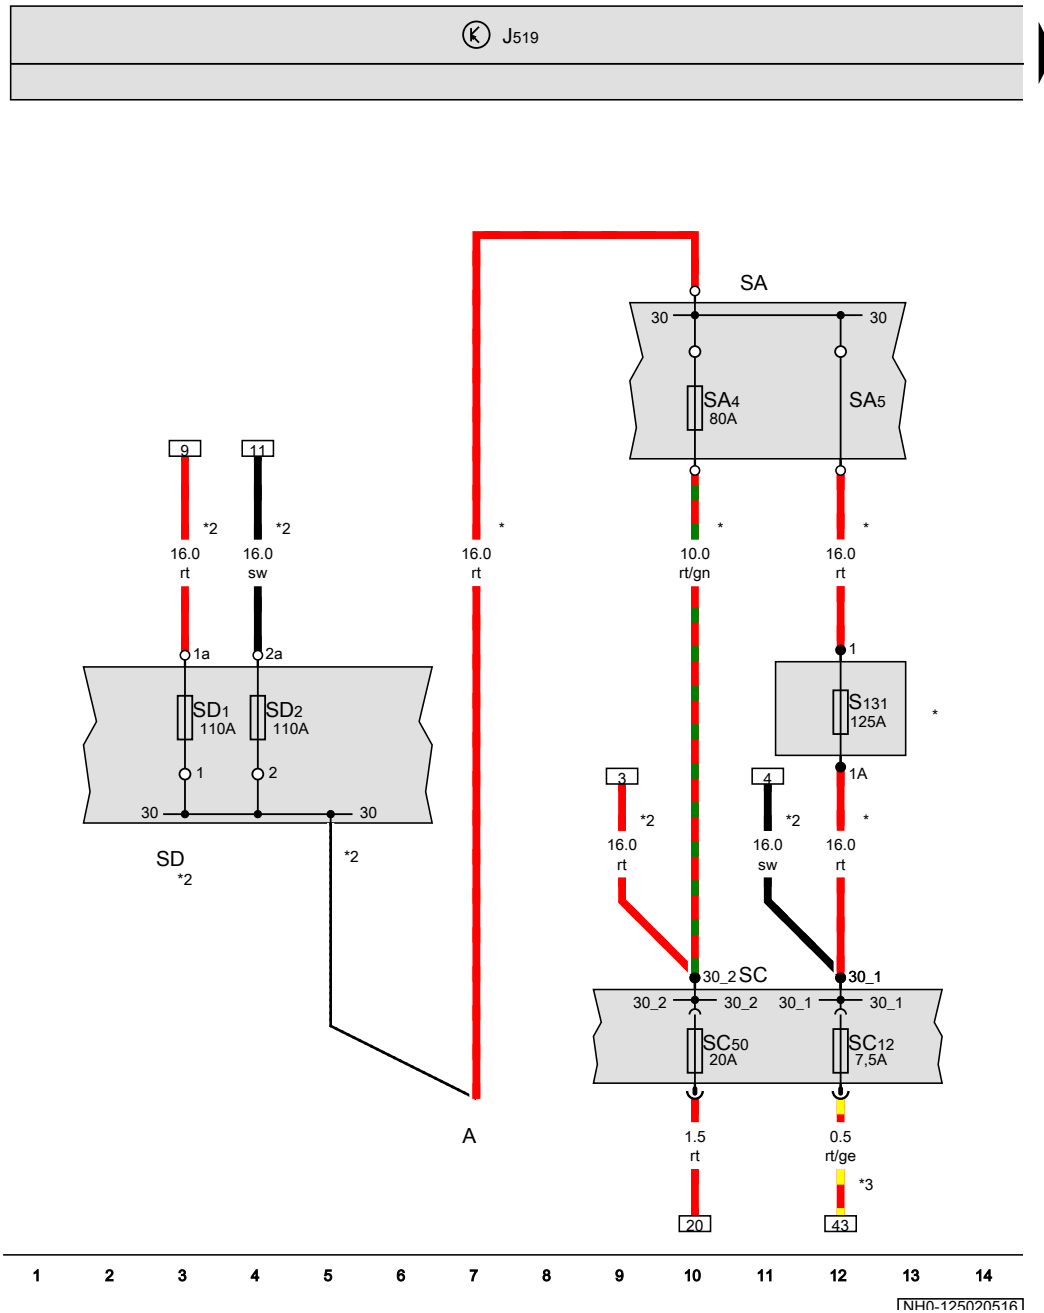 J519
SA
30 30
SA4
80A
SA5
9 11
*2 *2 * * *
16.0 16.0 16.0 10.0 16.0
rt sw rt rt/gn rt
1a 2a 1
SD1 SD2
110A 110A
S131
125A
*
1 2
3 4 1A
30 30
*2 *2 *
16.0 16.0 16.0
rt sw rt
SD
*2
*2
30_2 SC 30_1
30_2 30_2 30_1 30_1
SC50 SC12
20A 7,5A
A
1.5 0.5
rt rt/ge
*3
20 43
1 2 3 4 5 6 7 8 9 10 11 12 13 14
NH0-125020516